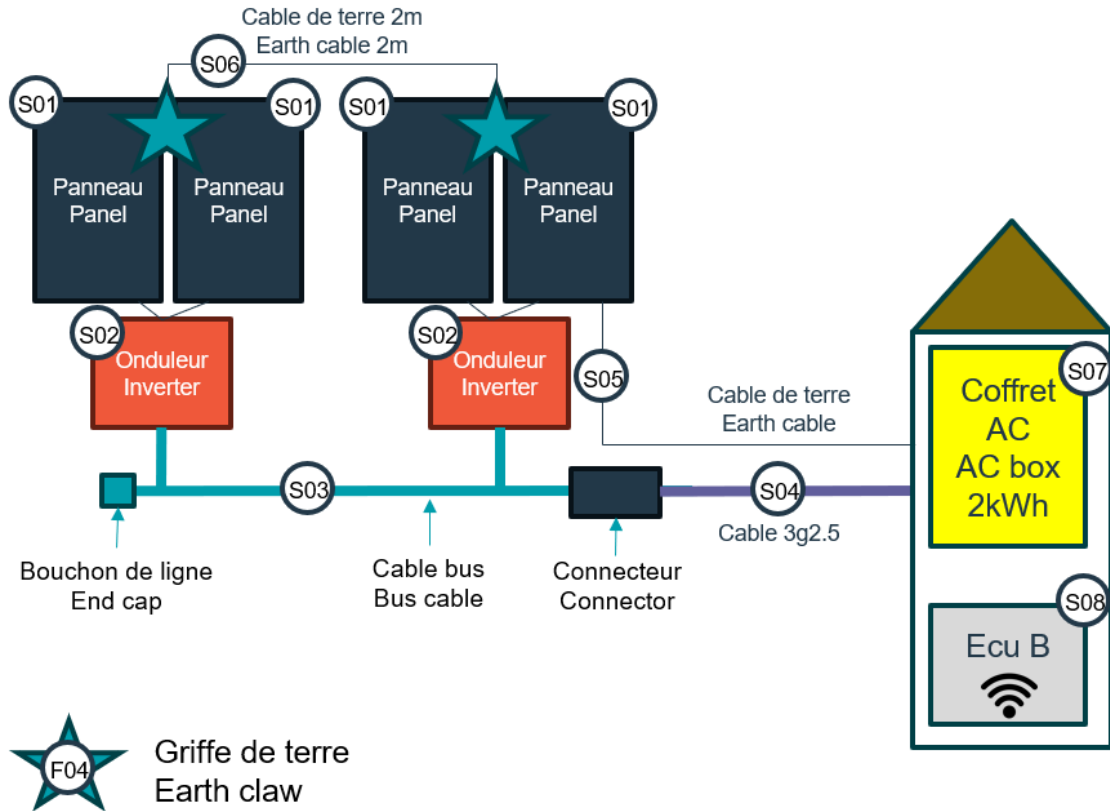 Cable de terre 2m
Earth cable 2m
S06
S01
S01
S01
S01
Panneau
Panel
Panneau
Panel
Panneau
Panel
Panneau
Panel
S02
Onduleur
Inverter
S02
Onduleur
Inverter
S05
Cable de terre
Earth cable
S07
Coffret
AC
AC box
2kWh
S03
S04
Cable 3g2.5
Bouchon de ligne
End cap
Cable bus
Bus cable
Connecteur
Connector
S08
Ecu B
F04
Griffe de terre
Earth claw